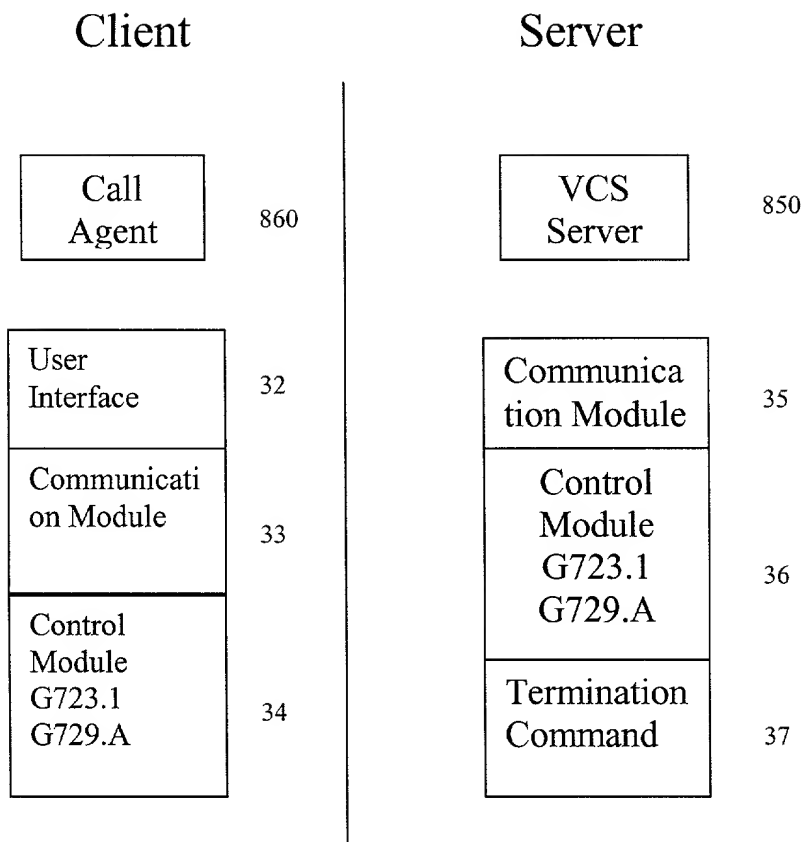 Client
Server
Call
Agent
860
VCS
Server
850
User
Interface
32
Communicati
on Module
33
Control
Module
G723.1
G729.A
34
Communica
tion Module
35
Control
Module
G723.1
G729.A
36
Termination
Command
37